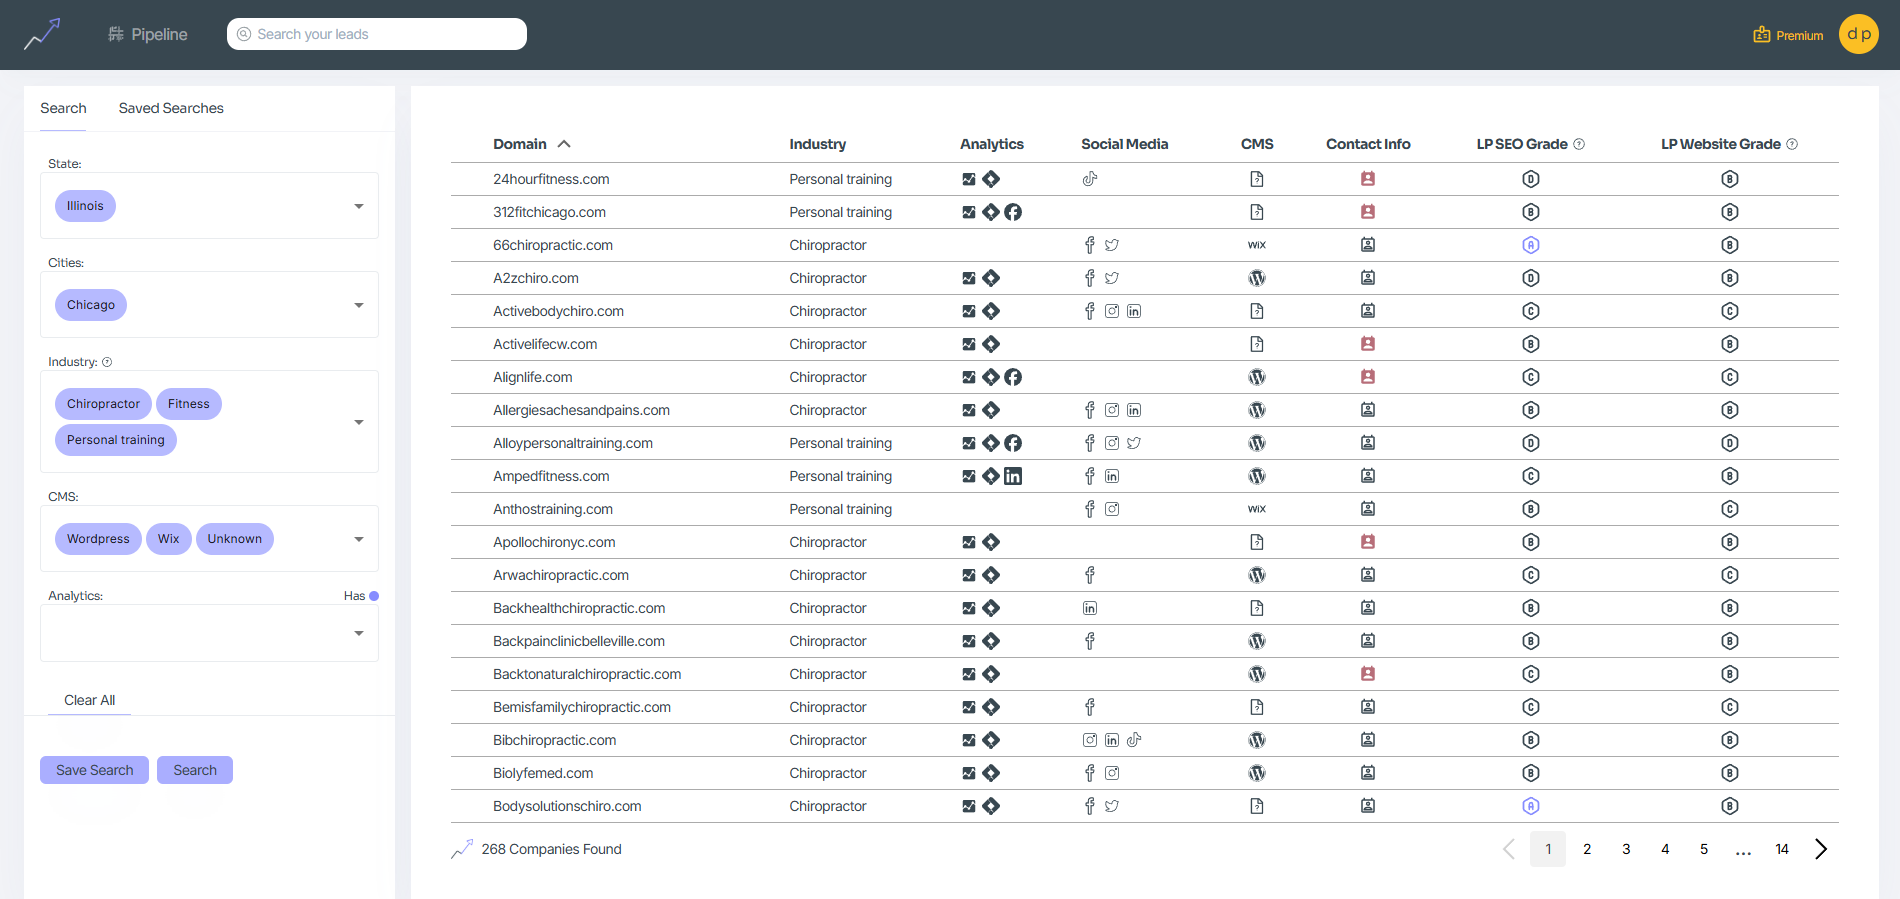 Pipeline
Search your leads
Premium
d p
Search Saved Searches
State:
Illinois
Cities:
Chicago
Industry:
Chiropractor Fitness
Personal training
CMS:
Wordpress Wix Unknown
Analytics: Has
Clear All
Save Search Search
Domain Industry Analytics Social Media CMS Contact Info LP SEO Grade LP Website Grade
24hourfitness.com Personal training D B
312fitchicago.com Personal training B B
66chiropractic.com Chiropractor WIX A B
A2zchiro.com Chiropractor D B
Activebodychiro.com Chiropractor C C
Activelifecw.com Chiropractor B B
Alignlife.com Chiropractor C C
Allergiesachesandpains.com Chiropractor B B
Alloypersonaltraining.com Personal training D D
Ampedfitness.com Personal training C B
Anthostraining.com Personal training WIX B C
Apollochironyc.com Chiropractor B B
Arwachiropractic.com Chiropractor C C
Backhealthchiropractic.com Chiropractor B B
Backpainclinicbelleville.com Chiropractor B B
Backtonaturalchiropractic.com Chiropractor C B
Bemisfamilychiropractic.com Chiropractor C C
Bibchiropractic.com Chiropractor B B
Biolyfemed.com Chiropractor B B
Bodysolutionschiro.com Chiropractor A B
268 Companies Found
1 2 3 4 5 ... 14